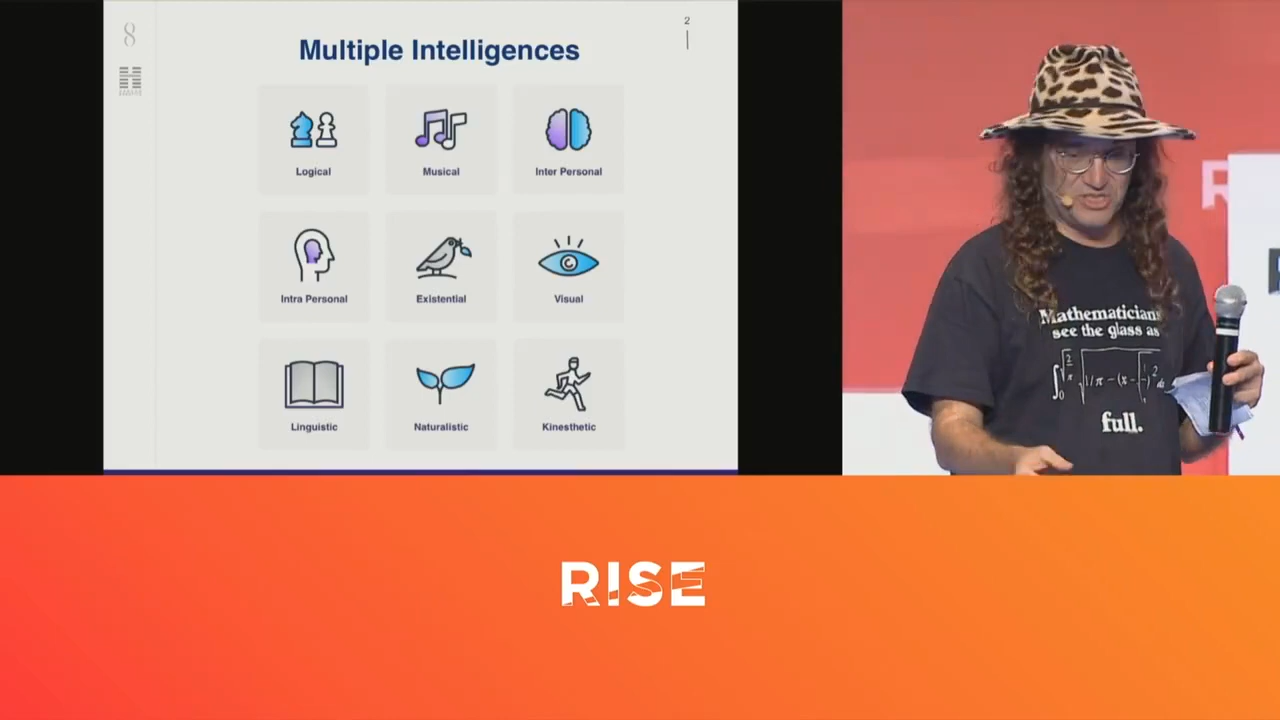 2
Multiple Intelligences
Logical
Musical
Inter Personal
Intra Personal
Existential
Visual
Linguistic
Naturalistic
Kinesthetic
Mathematicians
see the glass as
full.
R
RISE